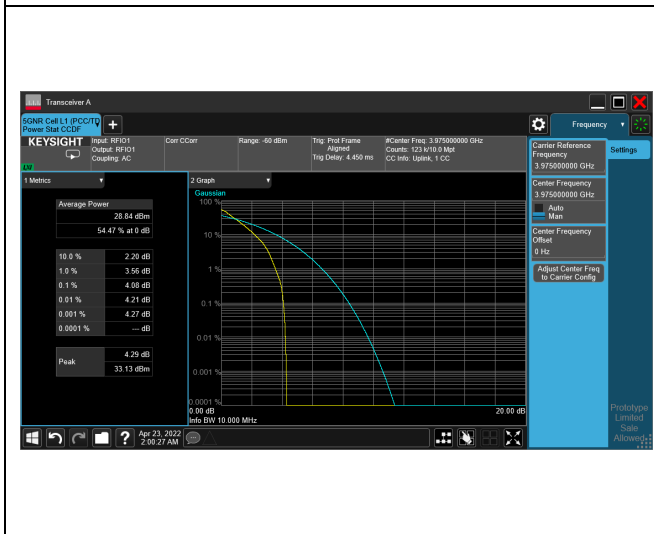 Transceiver A
5GNR Cell L1 (PCC/TD
Power Stat CCDF
Frequency
KEYSIGHT
LV
Input: RFIO1
Output: RFIO1
Coupling: AC
Corr CCorr
Range: -60 dBm
Trig: Prot Frame
Aligned
Trig Delay: 4.450 ms
#Center Freq: 3.975000000 GHz
Counts: 123 k/10.0 Mpt
CC Info: Uplink, 1 CC
1 Metrics
Average Power
28.84 dBm
54.47 % at 0 dB
10.0 % 2.20 dB
1.0 % 3.56 dB
0.1 % 4.08 dB
0.01 % 4.21 dB
0.001 % 4.27 dB
0.0001 % --- dB
Peak
4.29 dB
33.13 dBm
2 Graph
Gaussian
100 %
10 %
1 %
0.1 %
0.01 %
0.001 %
0.0001 %
0.00 dB
20.00 dB
Info BW 10.000 MHz
Carrier Reference
Frequency
3.975000000 GHz
Center Frequency
3.975000000 GHz
Auto
Man
Center Frequency
Offset
0 Hz
Adjust Center Freq
to Carrier Config
Settings
Prototype
Limited
Sale
Allowed
?
Apr 23, 2022
2:00:27 AM